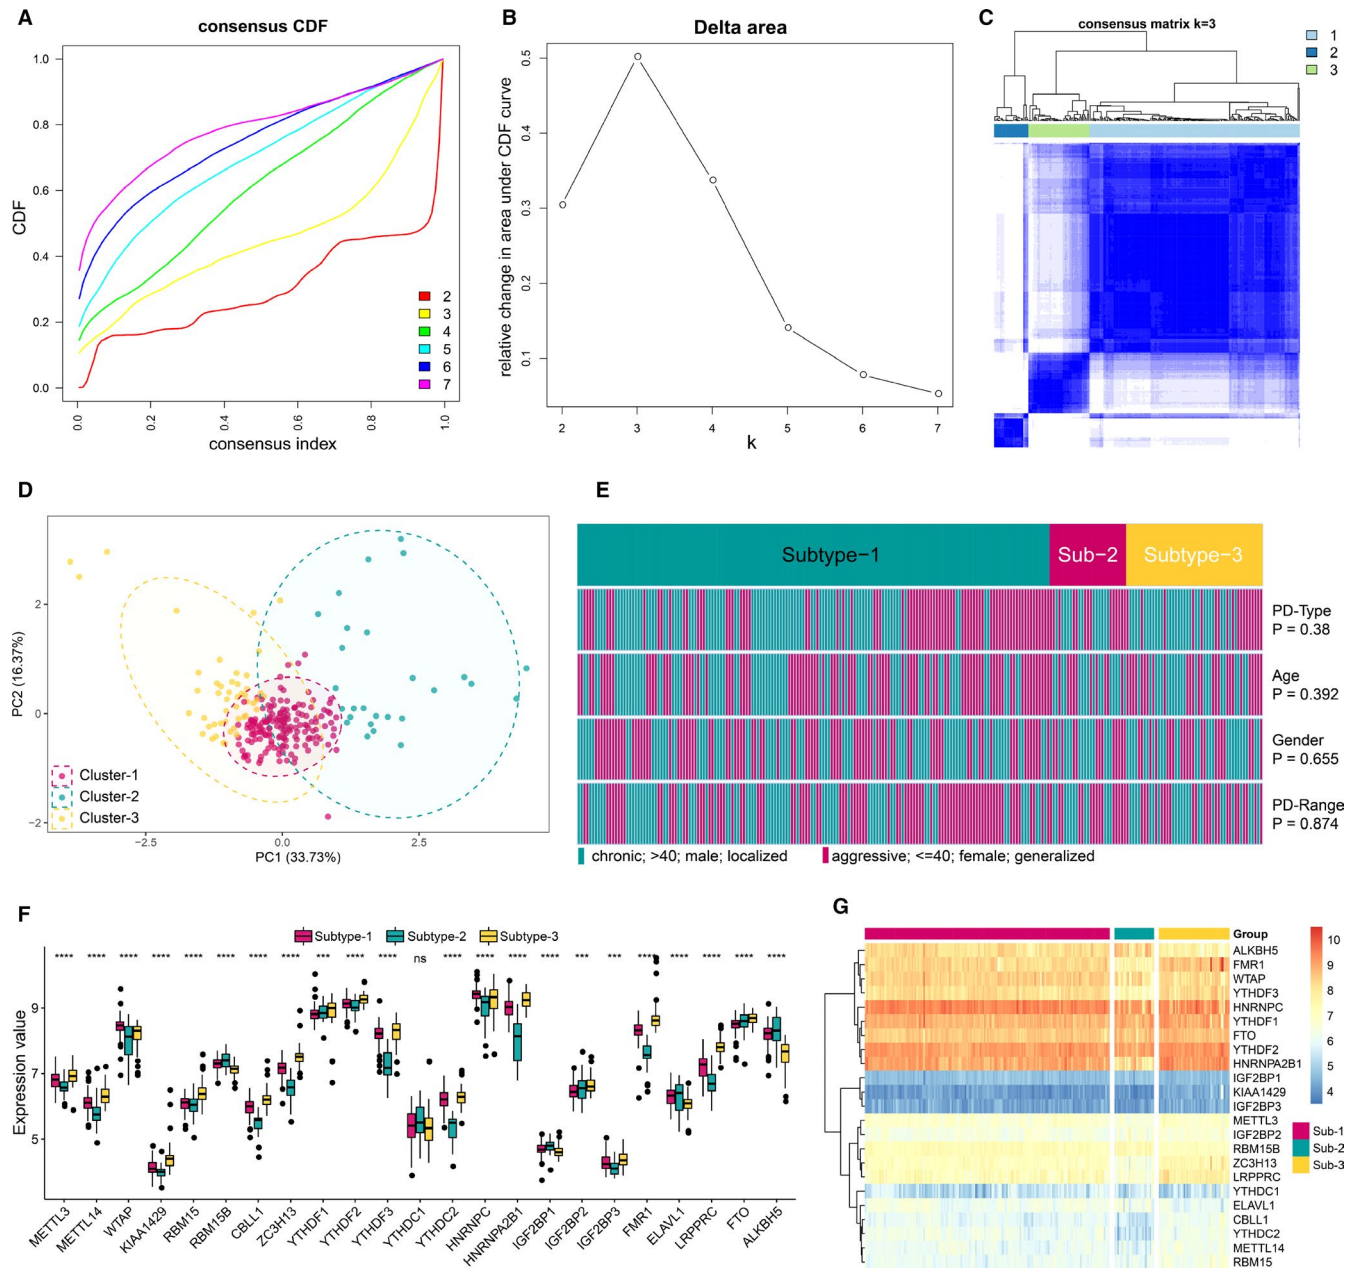 A
consensus CDF
CDF
1.0
0.8
0.6
0.4
0.2
0.0
0.0
0.2
0.4
0.6
0.8
1.0
consensus index
2
3
4
5
6
7
B
Delta area
relative change in area under CDF curve
0.5
0.4
0.3
0.2
0.1
2
3
4
5
6
7
k
C
consensus matrix k=3
1
2
3
D
PC2 (16.37%)
2
0
−2
Cluster-1
Cluster-2
Cluster-3
−2.5
0.0
2.5
PC1 (33.73%)
E
Subtype−1
Sub−2
Subtype−3
PD-Type
P = 0.38
Age
P = 0.392
Gender
P = 0.655
PD-Range
P = 0.874
chronic; >40; male; localized
aggressive; <=40; female; generalized
F
Subtype-1
Subtype-2
Subtype-3
**** **** **** **** **** **** **** **** *** **** **** ns **** **** **** **** *** *** **** **** **** **** ****
Expression value
9
7
5
METTL3
METTL14
WTAP
KIAA1429
RBM15
RBM15B
CBLL1
ZC3H13
YTHDF1
YTHDF2
YTHDF3
YTHDC1
YTHDC2
HNRNPC
HNRNPA2B1
IGF2BP1
IGF2BP2
IGF2BP3
FMR1
ELAVL1
LRPPRC
FTO
ALKBH5
G
Group
ALKBH5
FMR1
WTAP
YTHDF3
HNRNPC
YTHDF1
FTO
YTHDF2
HNRNPA2B1
IGF2BP1
KIAA1429
IGF2BP3
METTL3
IGF2BP2
RBM15B
ZC3H13
LRPPRC
YTHDC1
ELAVL1
CBLL1
YTHDC2
METTL14
RBM15
10
9
8
7
6
5
4
Sub-1
Sub-2
Sub-3